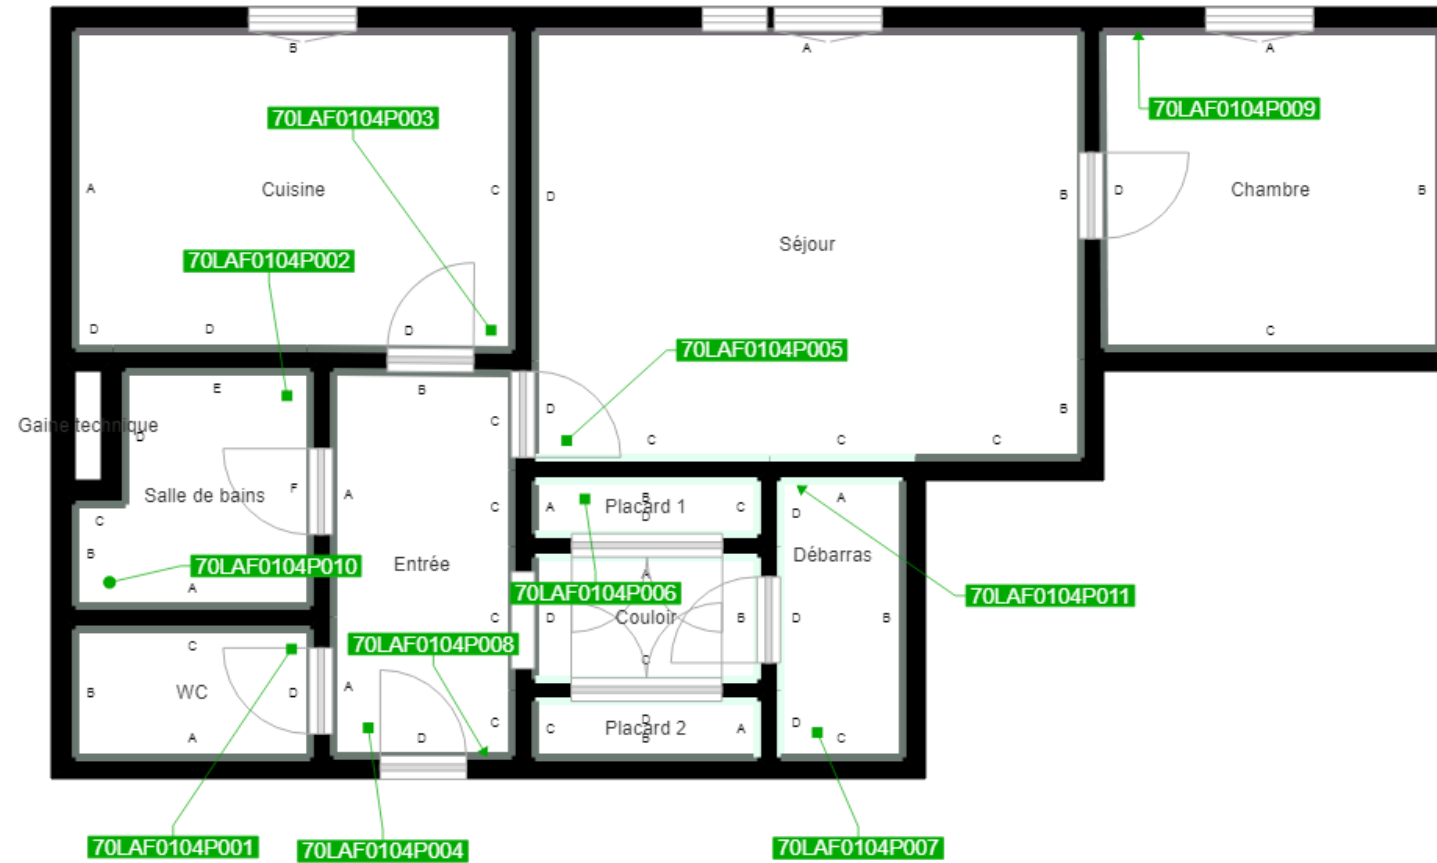 B
A
A
70LAF0104P003
70LAF0104P009
A
Cuisine
C
D
B
D
Chambre
B
Séjour
70LAF0104P002
D
D
D
C
70LAF0104P005
E
B
D
B
C
C
C
C
Gaine technique
D
Salle de bains
F
A
C
A
B
Placard 1
D
C
A
D
C
B
70LAF0104P010
A
Entrée
Débarras
70LAF0104P006
70LAF0104P011
A
D
Couloir
B
C
D
B
C
70LAF0104P008
C
B
WC
D
A
C
C
D
Placard 2
B
A
D
A
D
C
70LAF0104P001
70LAF0104P004
70LAF0104P007